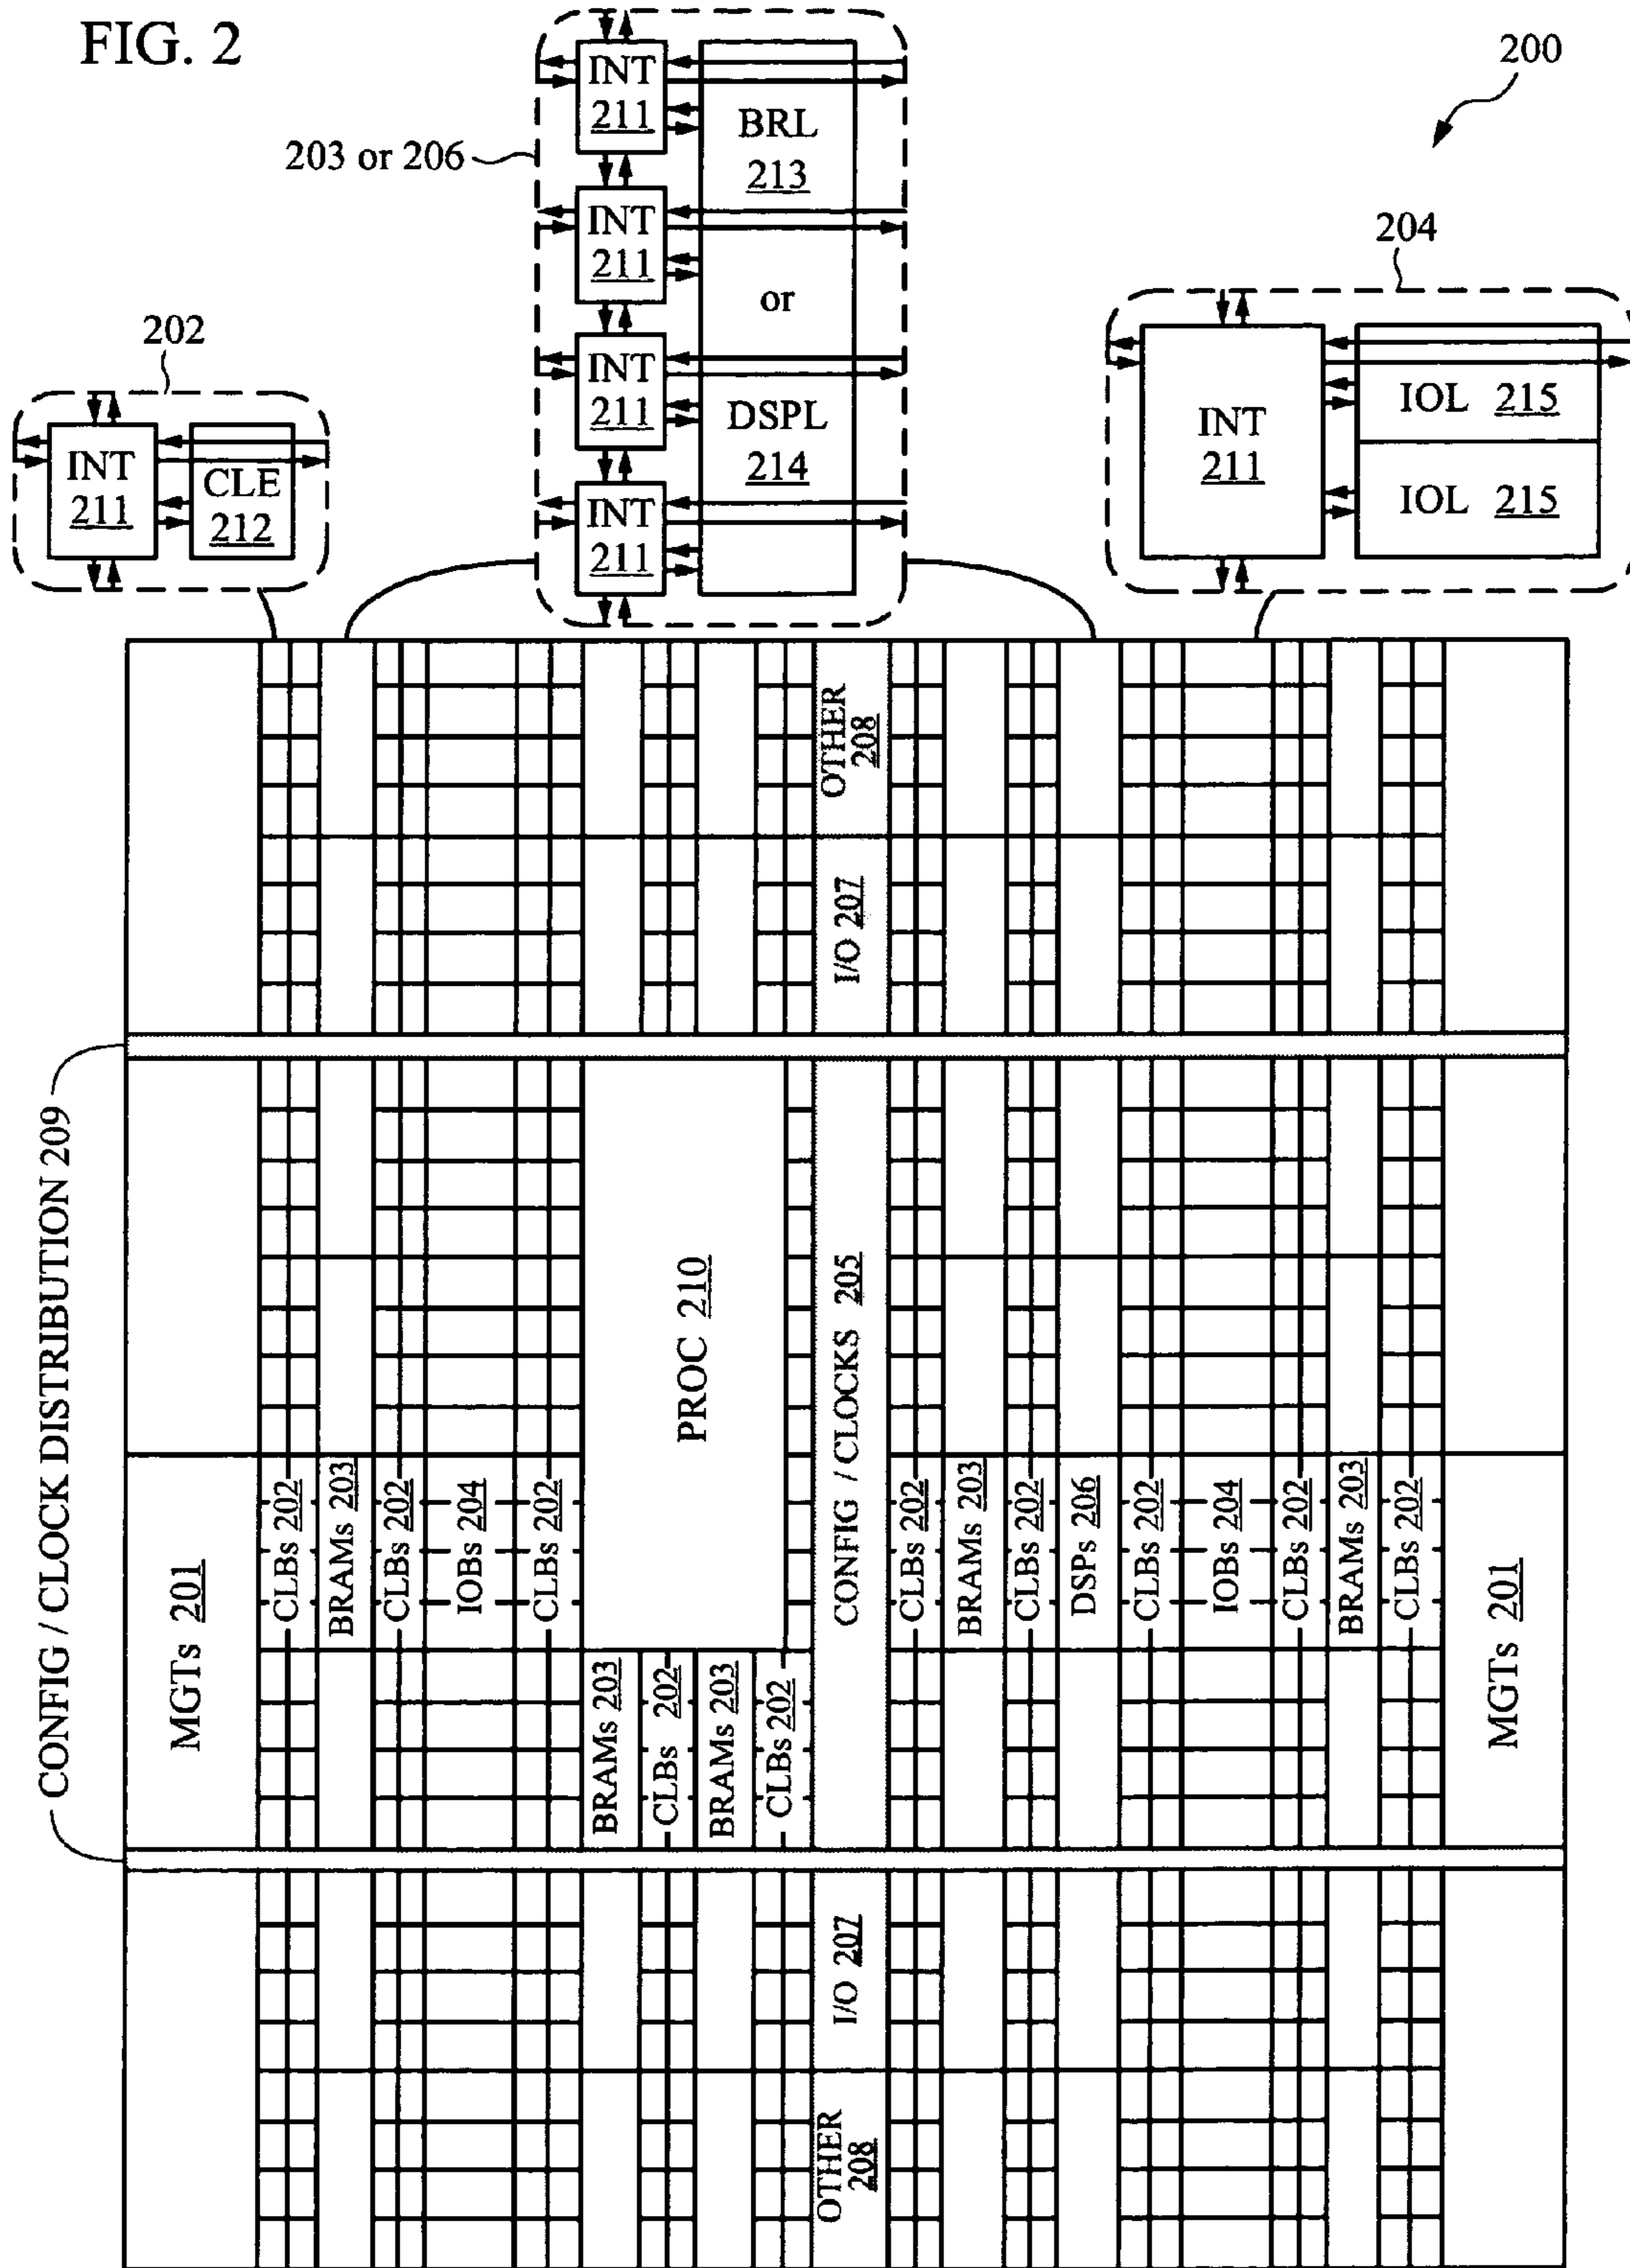 FIG. 2
200
203 or 206
INT
211
INT
211
INT
211
INT
211
BRL
213
or
DSPL
214
204
INT
211
IOL 215
IOL 215
202
INT
211
CLE
212
OTHER
208
I/O 207
CONFIG / CLOCK DISTRIBUTION 209
PROC 210
CONFIG / CLOCKS 205
MGTs 201
CLBs 202
BRAMs 203
CLBs 202
IOBs 204
CLBs 202
BRAMs 203
CLBs 202
BRAMs 203
CLBs 202
CLBs 202
BRAMs 203
CLBs 202
DSPs 206
CLBs 202
IOBs 204
CLBs 202
BRAMs 203
CLBs 202
MGTs 201
I/O 207
OTHER
208